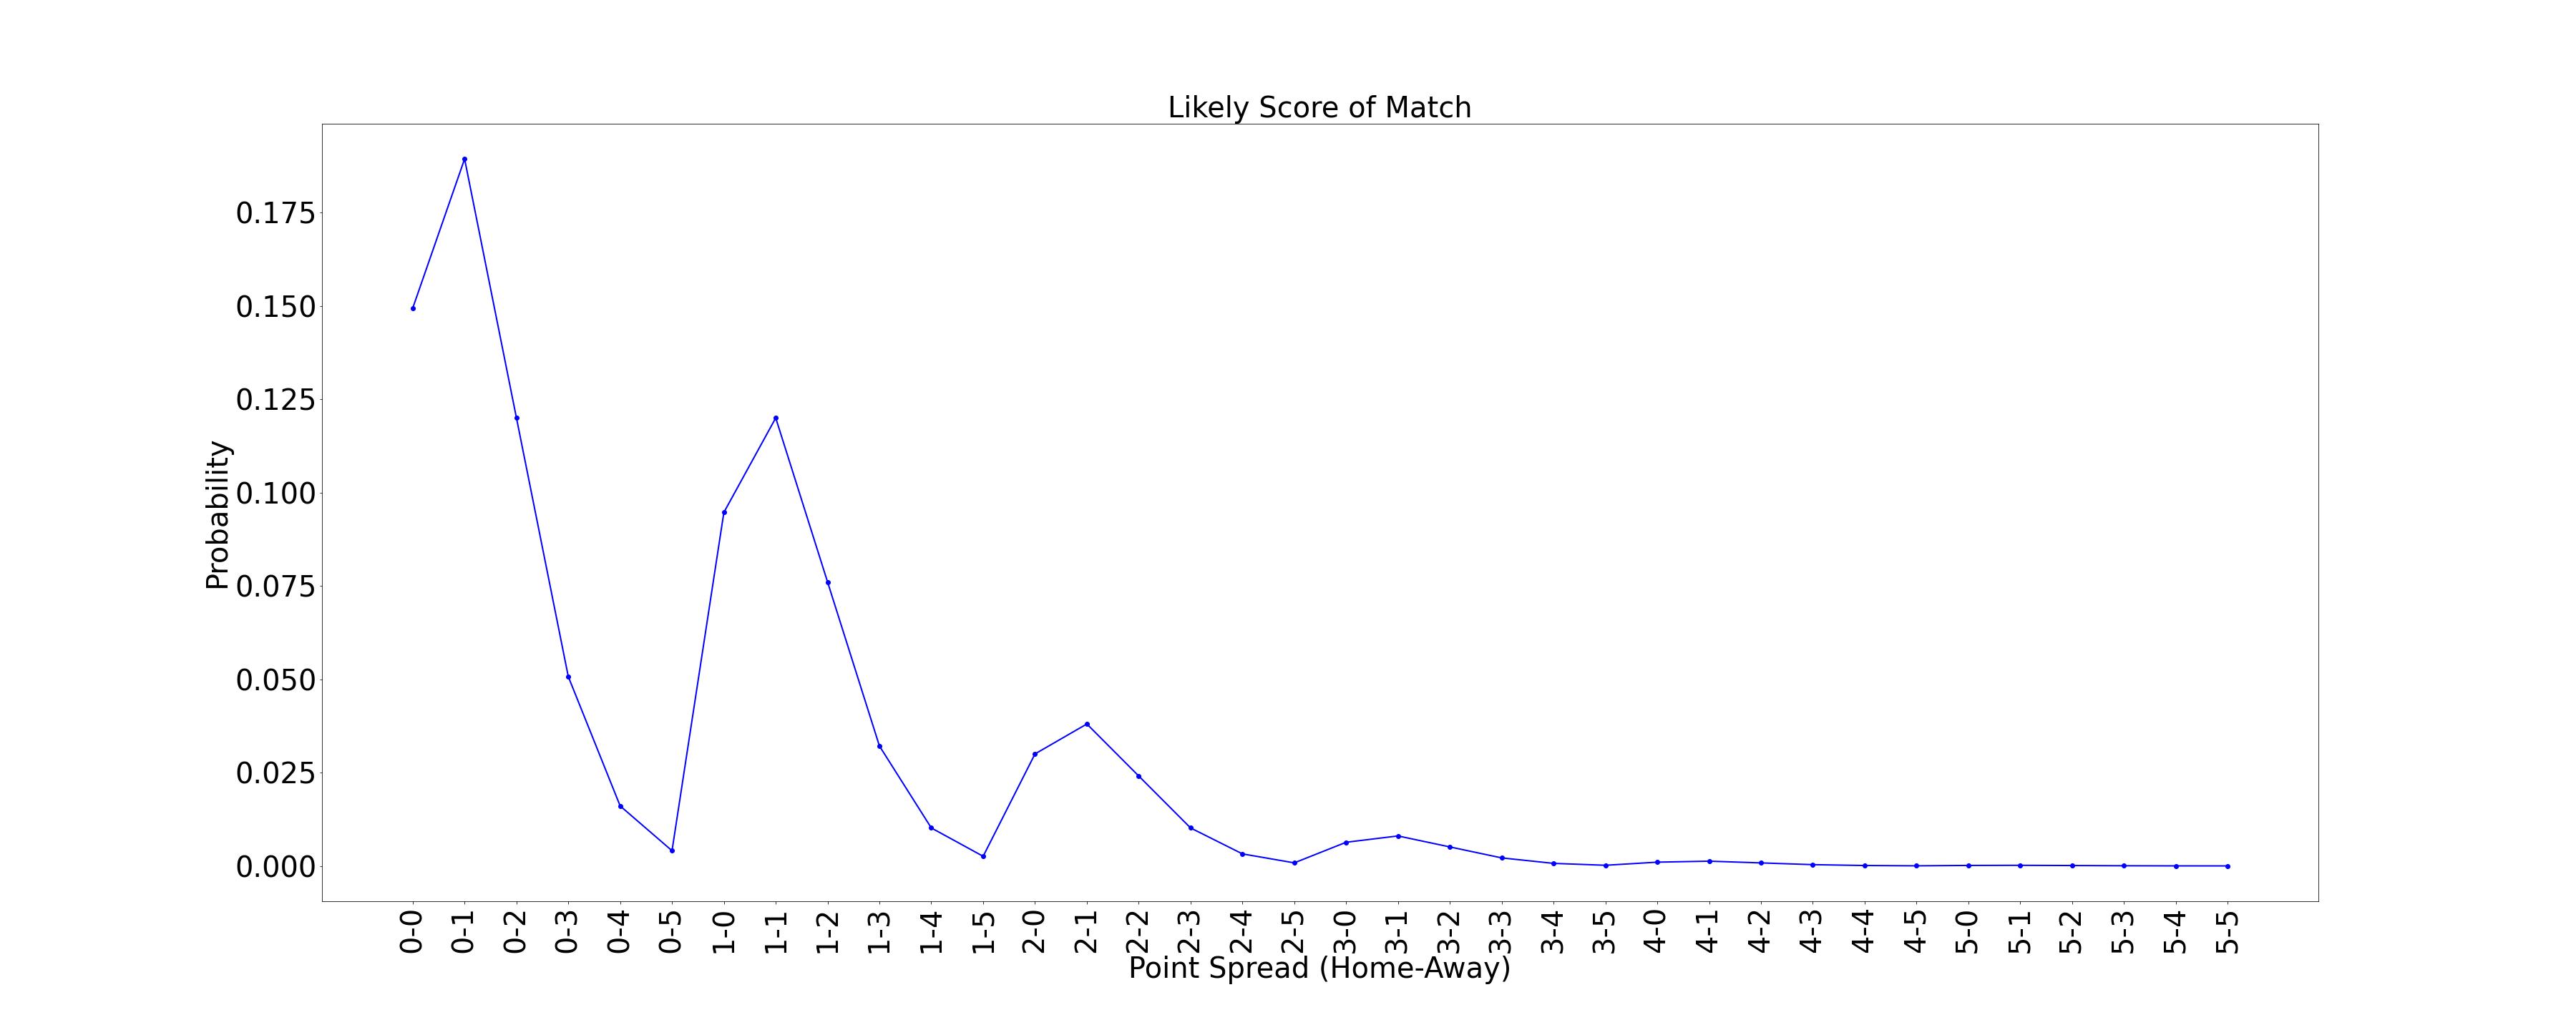 Likely Score of Match
Probability
0.175
0.150
0.125
0.100
0.075
0.050
0.025
0.000
0-0 0-1 0-2 0-3 0-4 0-5 1-0 1-1 1-2 1-3 1-4 1-5 2-0 2-1 2-2 2-3 2-4 2-5 3-0 3-1 3-2 3-3 3-4 3-5 4-0 4-1 4-2 4-3 4-4 4-5 5-0 5-1 5-2 5-3 5-4 5-5
Point Spread (Home-Away)